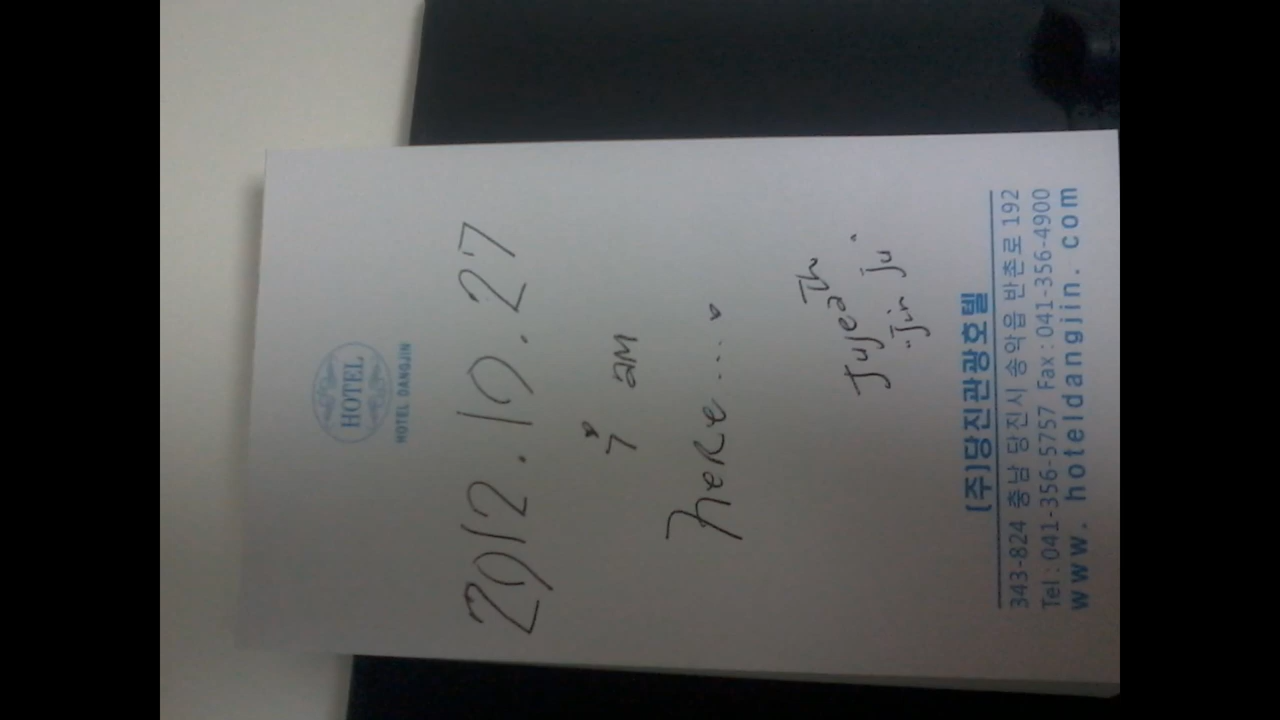 HOTEL
HOTEL DANGJIN
2012.10.27
i am
here....
Jin Ju
(주)당진관광호텔
343-824 충남 당진시 송악읍 반촌로 192
Tel:041-356-5757 Fax:041-356-4900
www.hoteldangjin.com